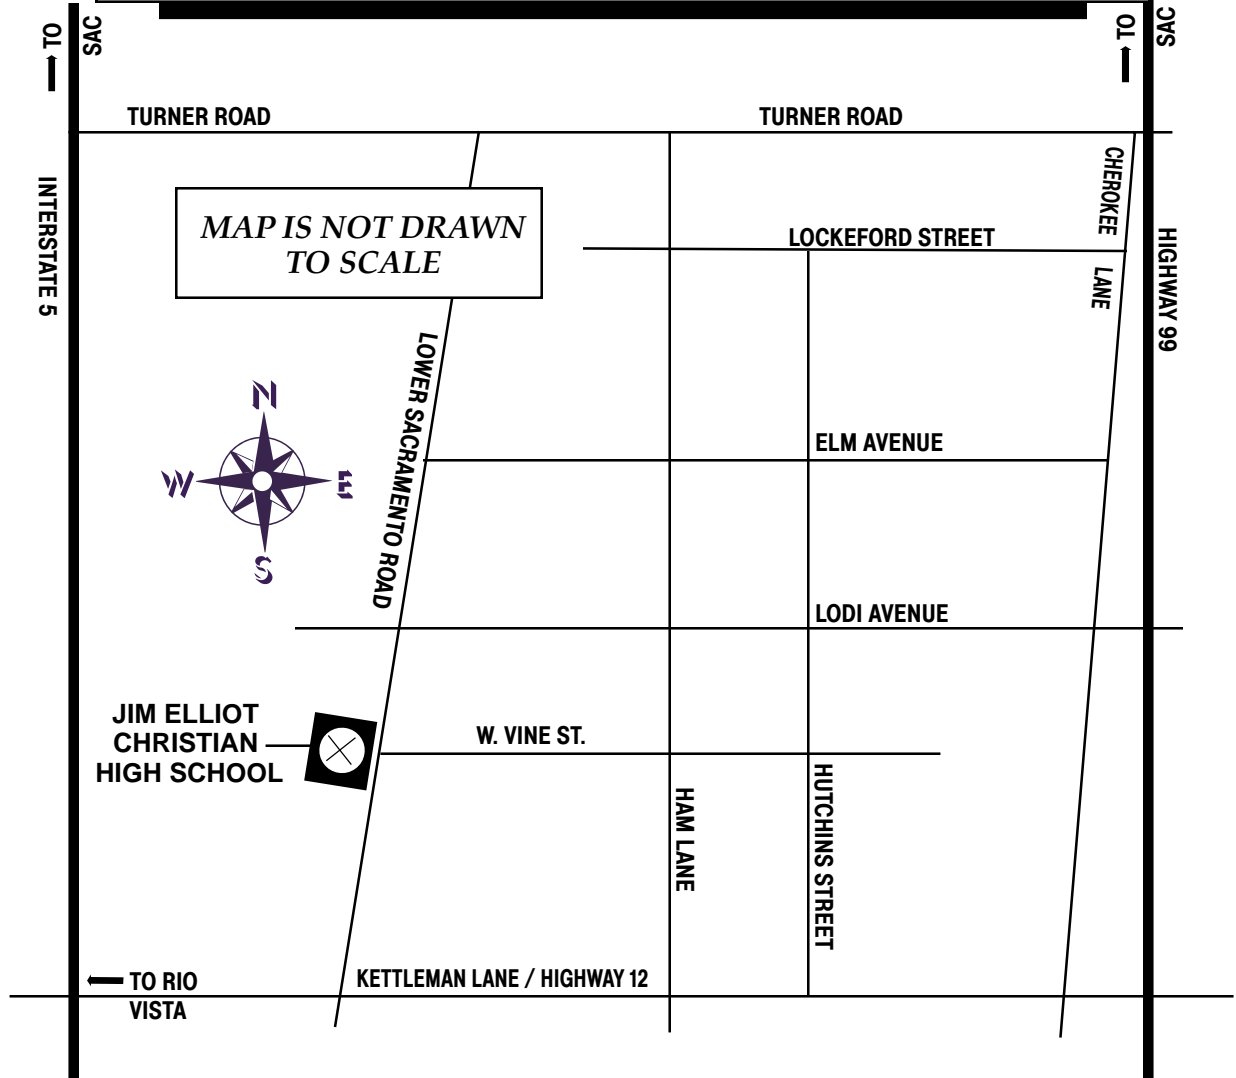 TO
SAC
TO
SAC
TURNER ROAD
TURNER ROAD
INTERSTATE 5
MAP IS NOT DRAWN
TO SCALE
CHEROKEE
LANE
LOCKEFORD STREET
HIGHWAY 99
LOWER SACRAMENTO ROAD
N
W
E
S
ELM AVENUE
LODI AVENUE
JIM ELLIOT
CHRISTIAN
HIGH SCHOOL
W. VINE ST.
HAM LANE
HUTCHINS STREET
TO RIO
VISTA
KETTLEMAN LANE / HIGHWAY 12